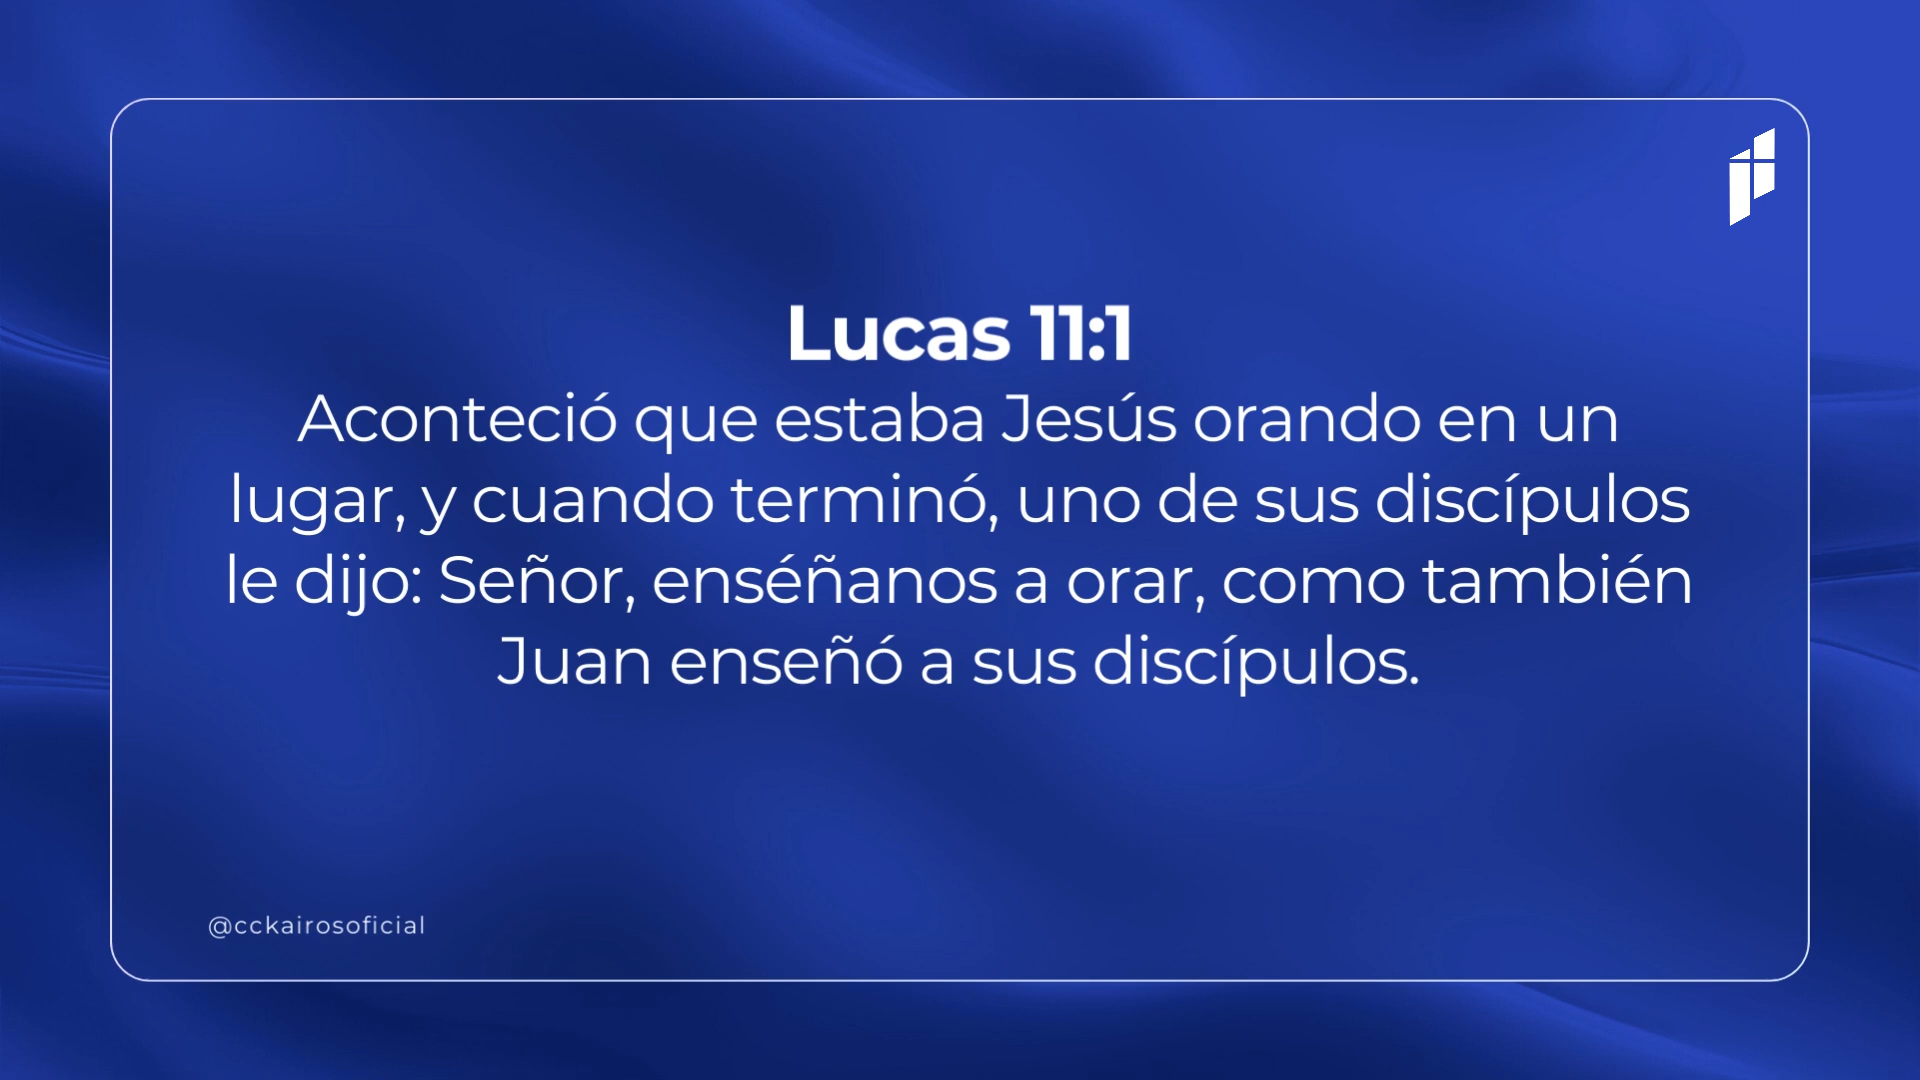 Lucas 11:1
Aconteció que estaba Jesús orando en un
lugar, y cuando terminó, uno de sus discípulos
le dijo: Señor, enséñanos a orar, como también
Juan enseñó a sus discípulos.
@cckairosoficial